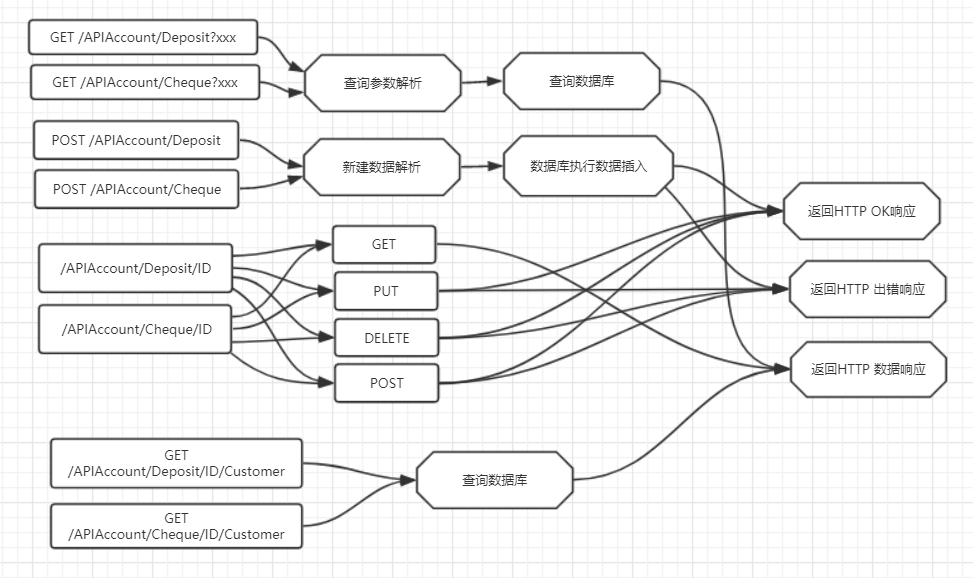 GET /APIAccount/Deposit?xxx
GET /APIAccount/Cheque?xxx
查询参数解析
查询数据库
POST /APIAccount/Deposit
POST /APIAccount/Cheque
新建数据解析
数据库执行数据插入
/APIAccount/Deposit/ID
/APIAccount/Cheque/ID
GET
PUT
DELETE
POST
返回HTTP OK响应
返回HTTP 出错响应
返回HTTP 数据响应
GET
/APIAccount/Deposit/ID/Customer
GET
/APIAccount/Cheque/ID/Customer
查询数据库